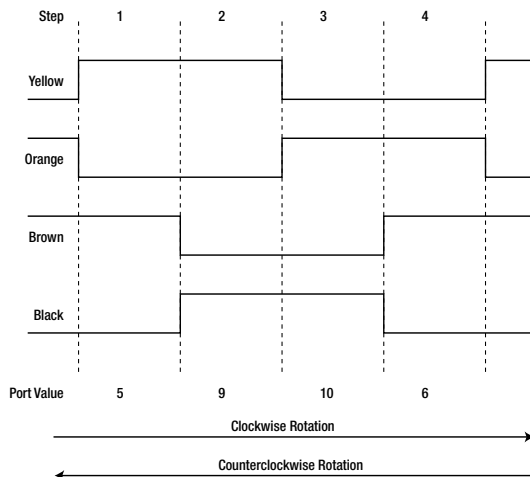 Step 1 2 3 4
Yellow
Orange
Brown
Black
Port Value 5 9 10 6
Clockwise Rotation
Counterclockwise Rotation